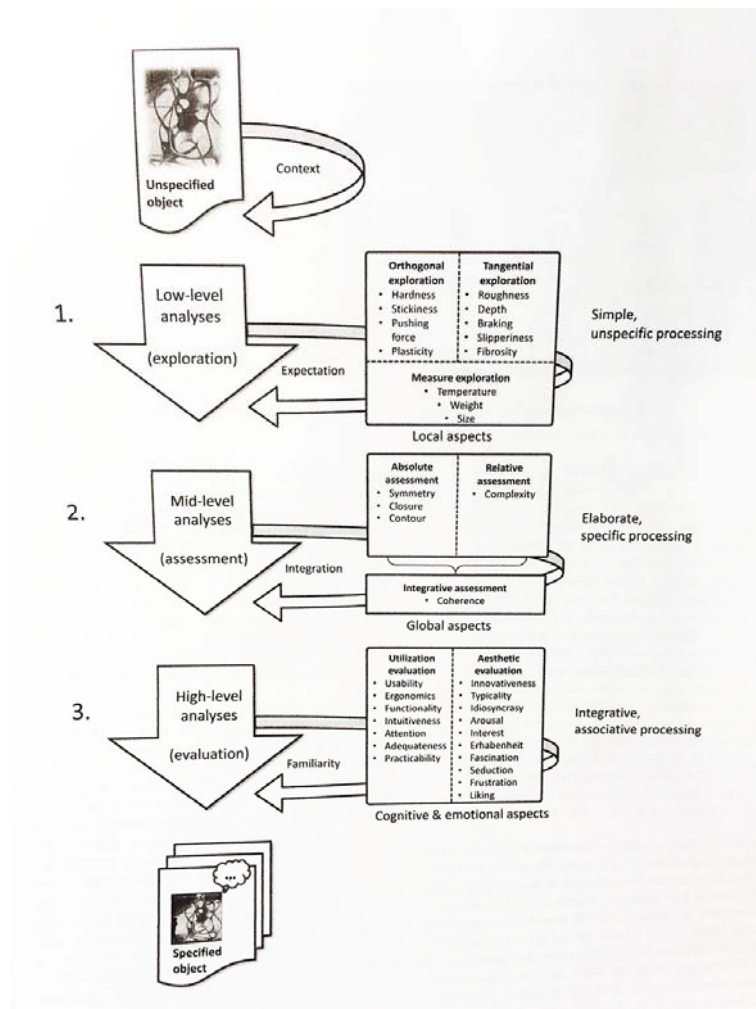 Unspecified
object
Context
1.
Low-level
analyses
(exploration)
Expectation
Orthogonal
exploration
• Hardness
• Stickiness
• Pushing
force
• Plasticity
Tangential
exploration
• Roughness
• Depth
• Braking
• Slipperiness
• Fibrosity
Measure exploration
• Temperature
• Weight
• Size
Local aspects
Simple,
unspecific processing
2.
Mid-level
analyses
(assessment)
Integration
Absolute
assessment
• Symmetry
• Closure
• Contour
Relative
assessment
• Complexity
Integrative assessment
• Coherence
Global aspects
Elaborate,
specific processing
3.
High-level
analyses
(evaluation)
Familiarity
Utilization
evaluation
• Usability
• Ergonomics
• Functionality
• Intuitiveness
• Attention
• Adequateness
• Practicability
Aesthetic
evaluation
• Innovativeness
• Typicality
• Idiosyncrasy
• Arousal
• Interest
• Erhabenheit
• Fascination
• Seduction
• Frustration
• Liking
Cognitive & emotional aspects
Integrative,
associative processing
...
Specified
object